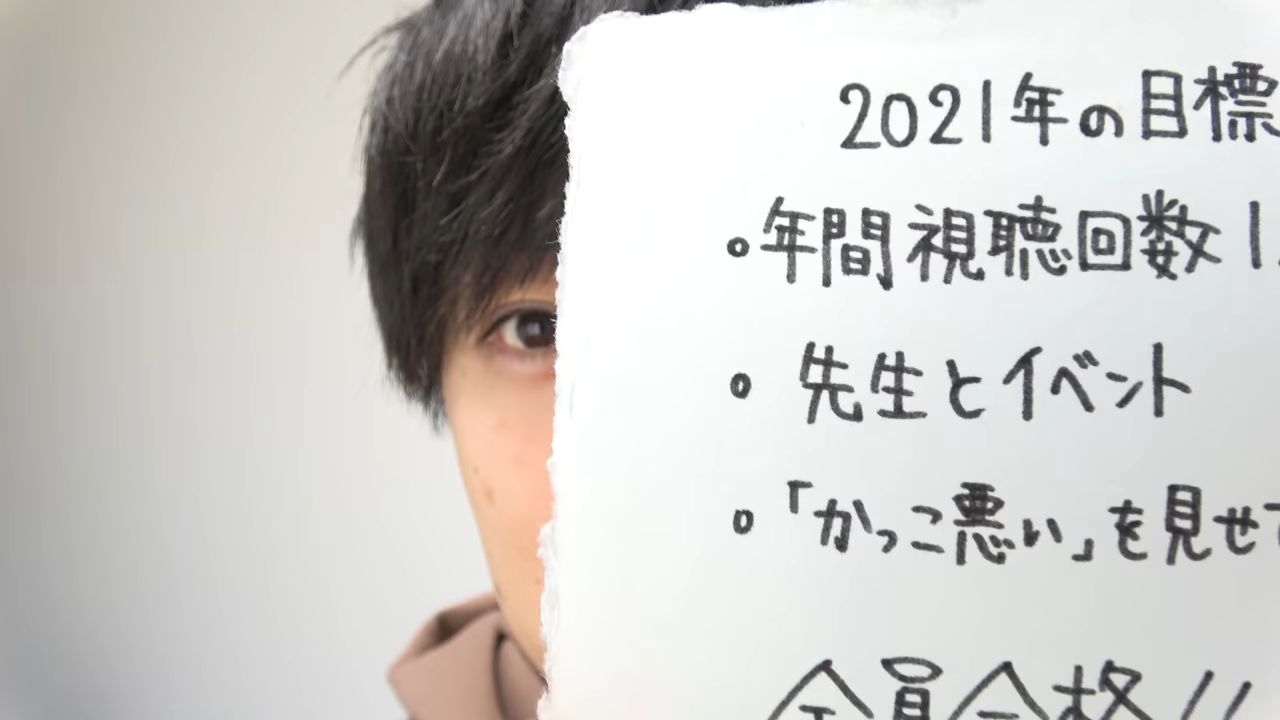 2021年の目標
•年間視聴回数1
•先生とイベント
•「かっこ悪い」を見せ
全員合格!!